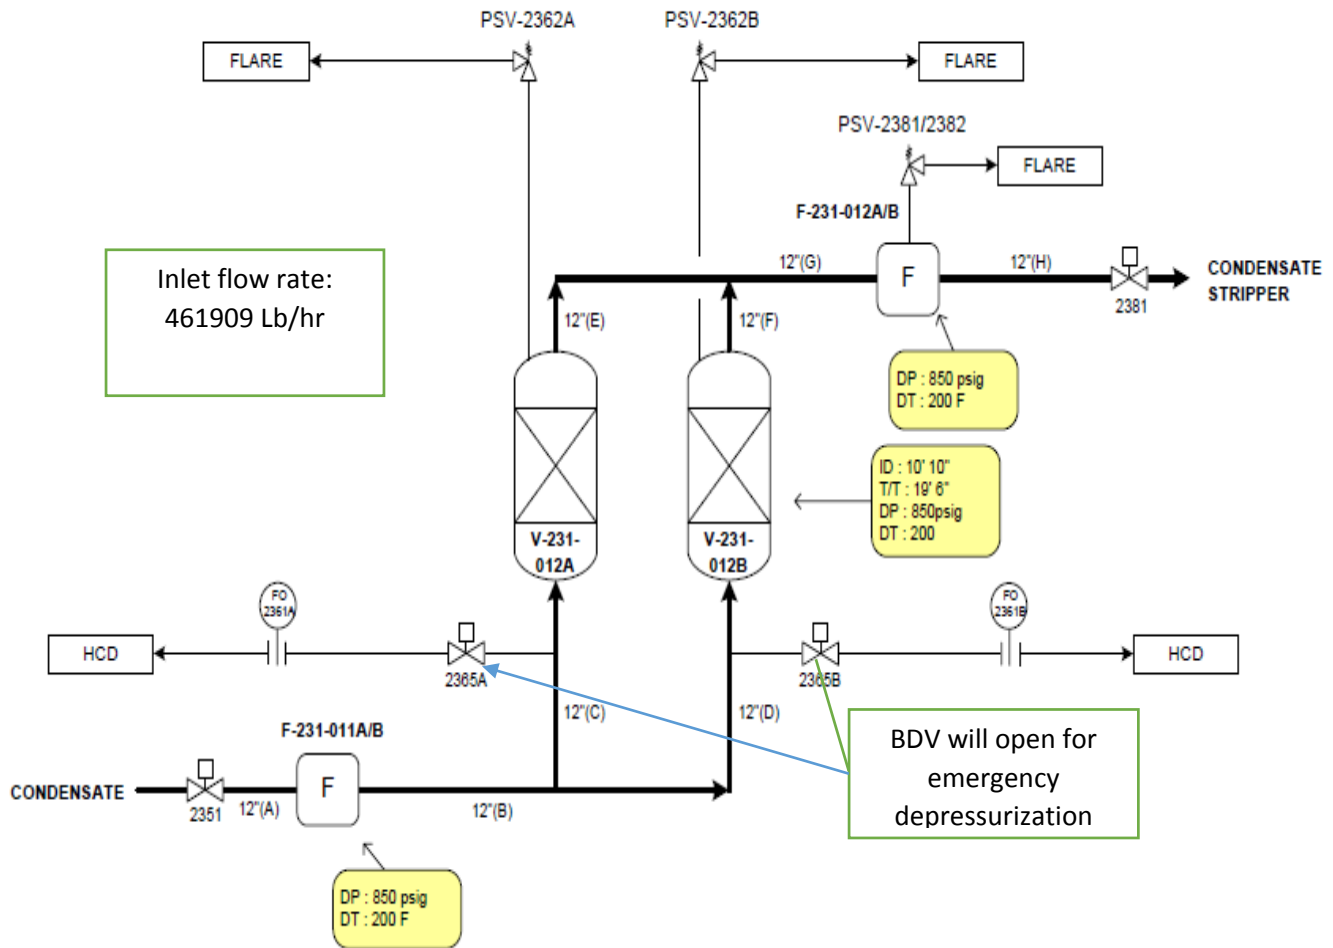 PSV-2362A
PSV-2362B
FLARE
FLARE
PSV-2381/2382
FLARE
F-231-012A/B
Inlet flow rate:
461909 Lb/hr
12"(G)
F
12"(H)
CONDENSATE
STRIPPER
2381
12"(E)
12"(F)
DP : 850 psig
DT : 200 F
ID : 10' 10"
T/T : 19' 6"
DP : 850psig
DT : 200
V-231-
012A
V-231-
012B
FO
2361A
FO
2361B
HCD
2365A
2365B
HCD
12"(C)
12"(D)
F-231-011A/B
BDV will open for
emergency
depressurization
F
CONDENSATE
2351
12"(A)
12"(B)
DP : 850 psig
DT : 200 F